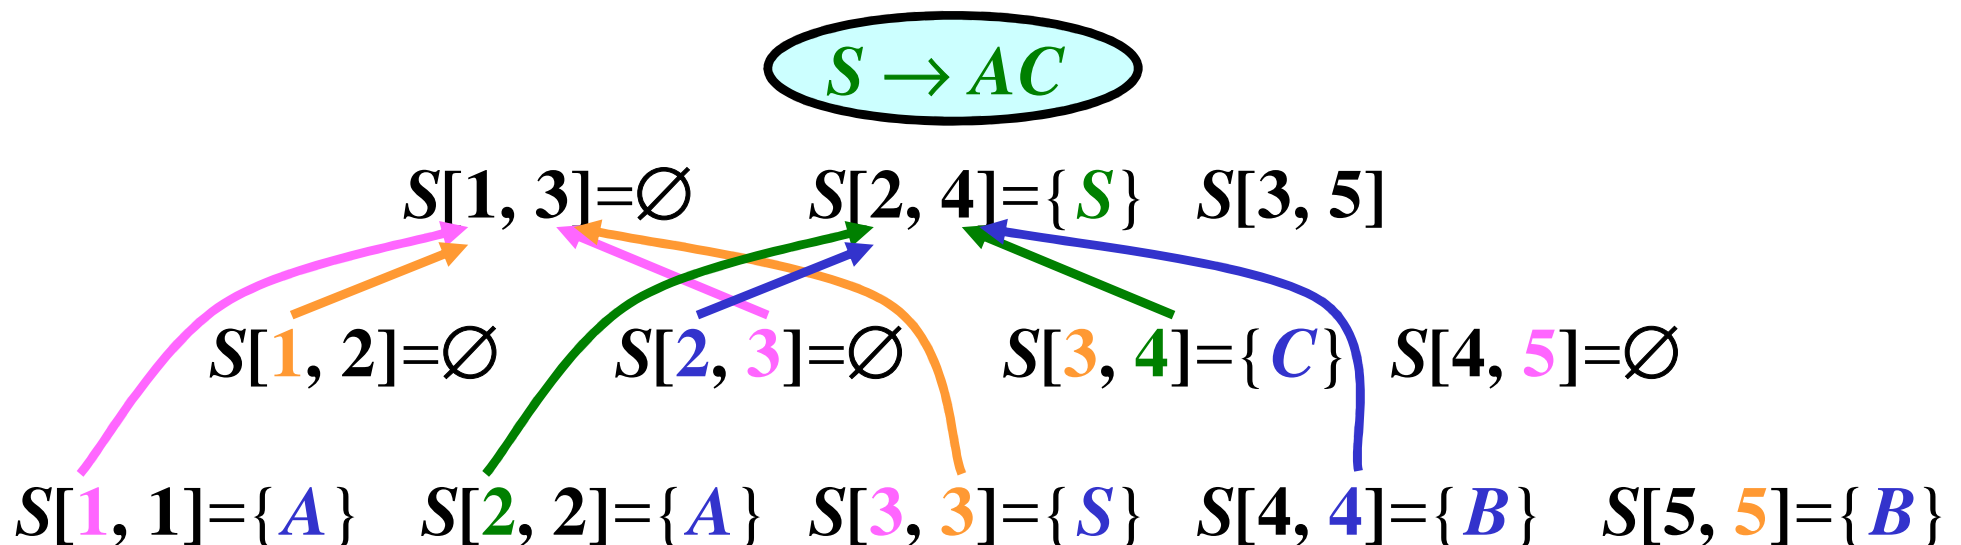 S → AC
S[1, 3]=∅ S[2, 4]={S} S[3, 5]
S[1, 2]=∅ S[2, 3]=∅ S[3, 4]={C} S[4, 5]=∅
S[1, 1]={A} S[2, 2]={A} S[3, 3]={S} S[4, 4]={B} S[5, 5]={B}